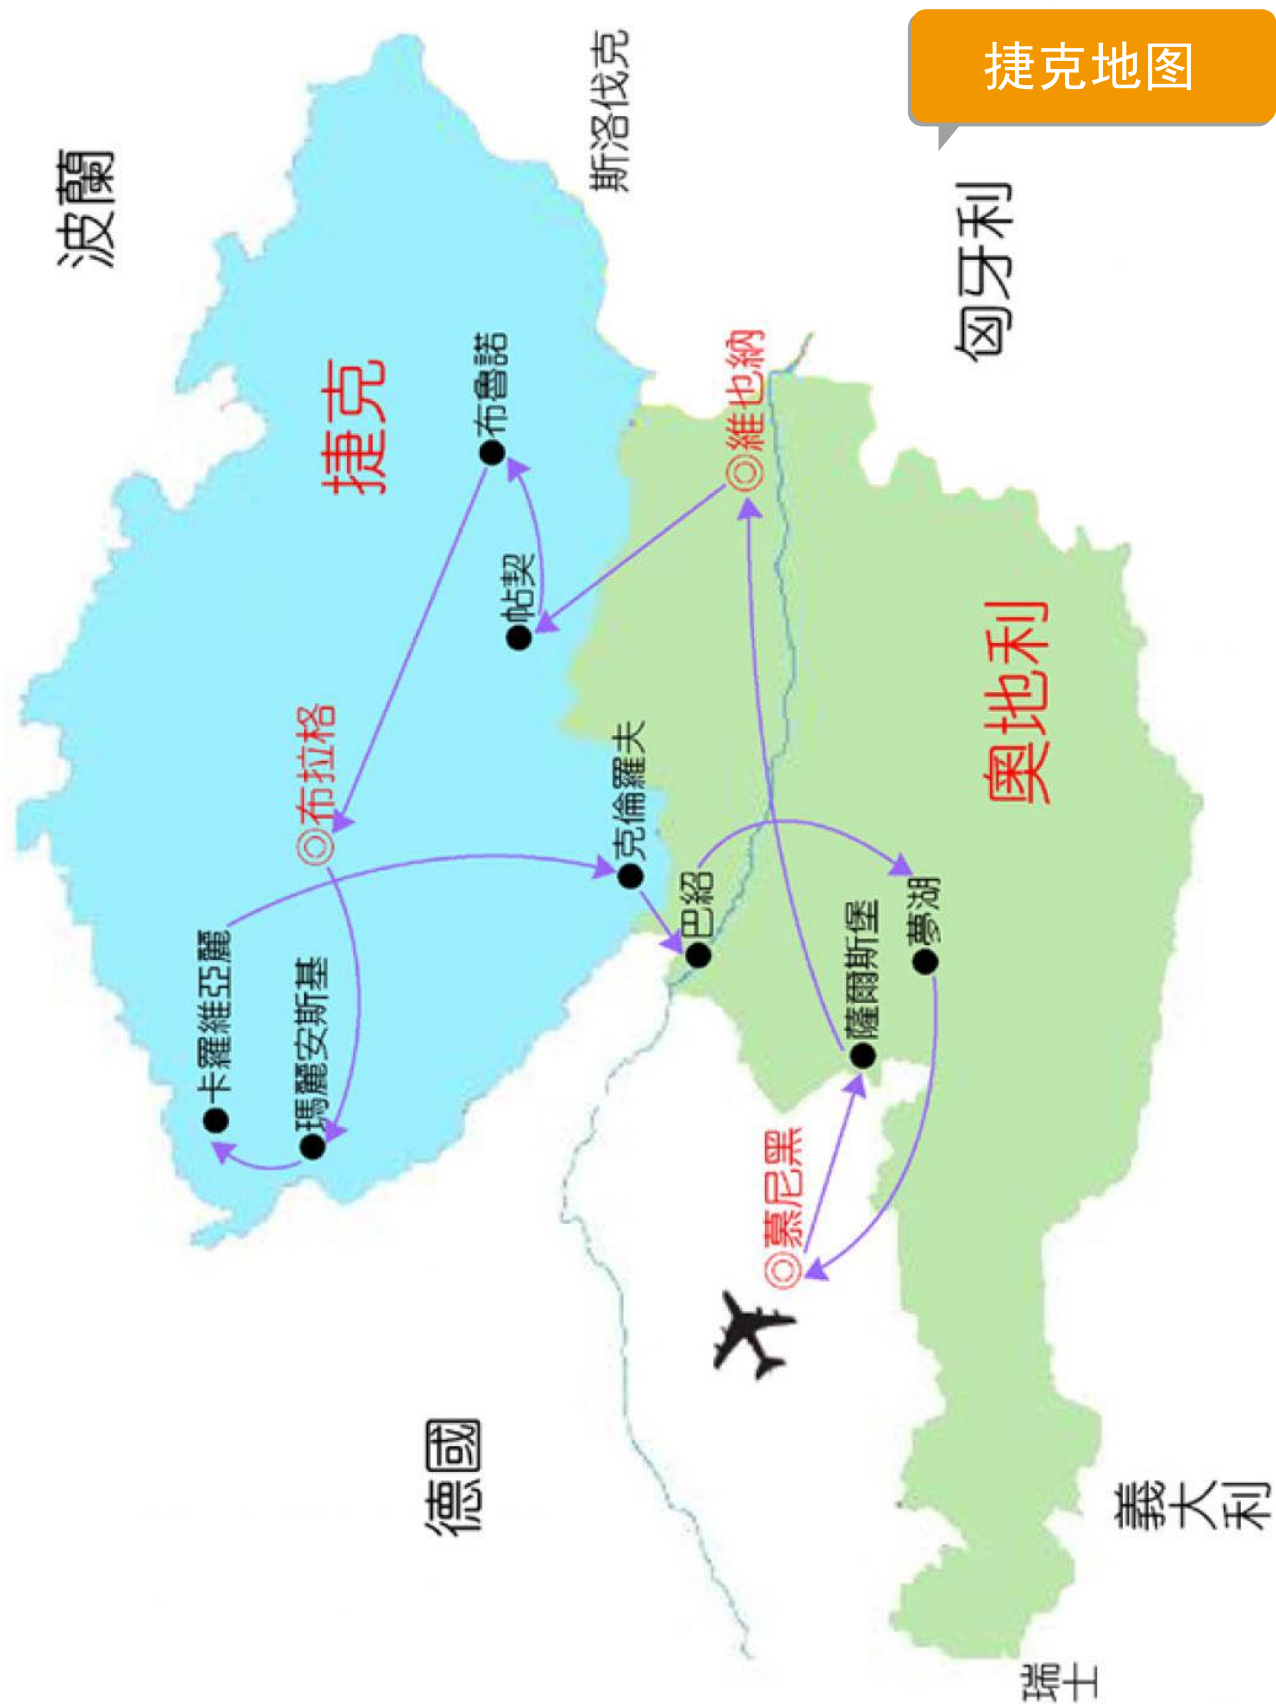 捷克地图
波蘭
斯洛伐克
匈牙利
捷克
布魯諾
維也納
帖契
布拉格
克倫羅夫
奧地利
卡羅維亞麗
瑪麗安斯基
巴紹
薩爾斯堡
夢湖
慕尼黑
德國
義大利
瑞士